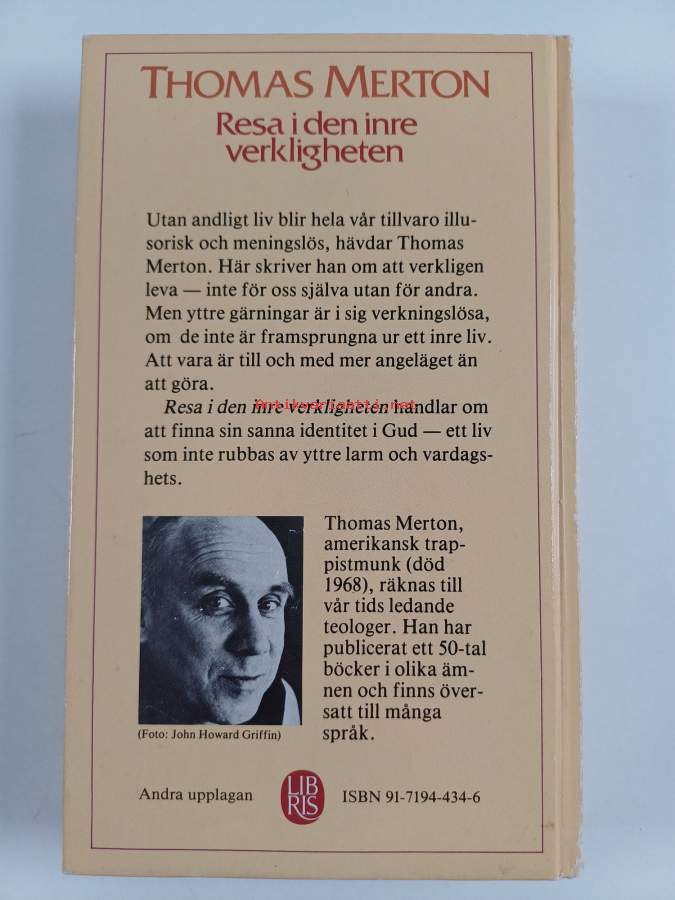 THOMAS MERTON
Resa i den inre
verkligheten
Utan andligt liv blir hela vår tillvaro illu-
sorisk och meningslös, hävdar Thomas
Merton. Här skriver han om att verkligen
leva — inte för oss själva utan för andra.
Men yttre gärningar är i sig verkningslösa,
om de inte är framsprungna ur ett inre liv.
Att vara är till och med mer angeläget än
att göra.
Antikvariaatti.net
Resa i den inre verkligheten handlar om
att finna sin sanna identitet i Gud — ett liv
som inte rubbas av yttre larm och vardags-
hets.
Thomas Merton,
amerikansk trap-
pistmunk (död
1968), räknas till
vår tids ledande
teologer. Han har
publicerat ett 50-tal
böcker i olika äm-
nen och finns över-
satt till många
språk.
(Foto: John Howard Griffin)
Andra upplagan
LIB
RIS
ISBN 91-7194-434-6